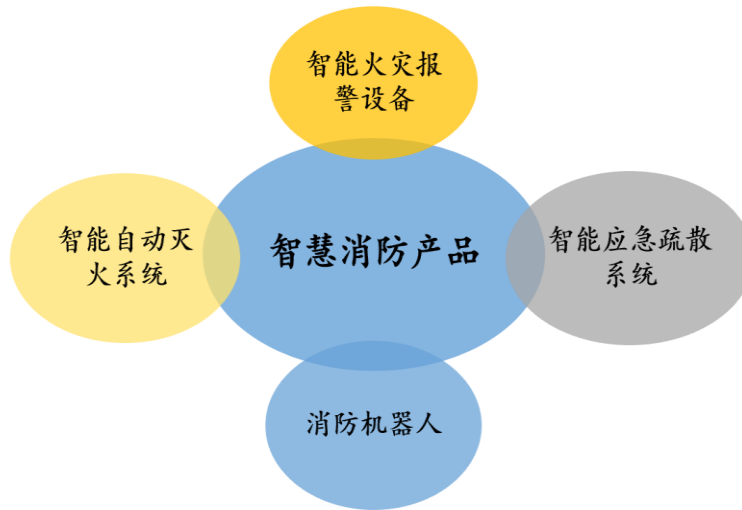 智能火灾报
警设备
智能自动灭
火系统
智慧消防产品
智能应急疏散
系统
消防机器人